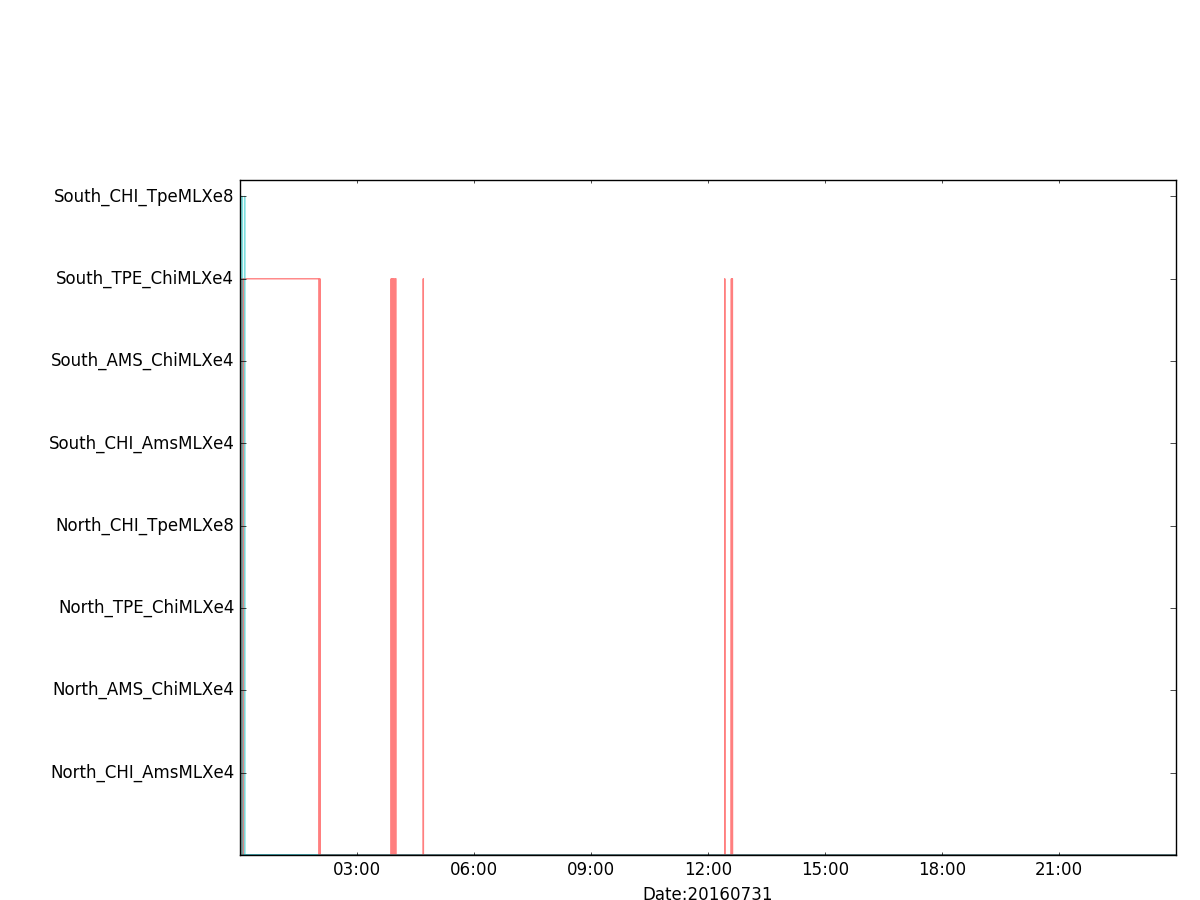 South_CHI_TpeMLXe8
South_TPE_ChiMLXe4
South_AMS_ChiMLXe4
South_CHI_AmsMLXe4
North_CHI_TpeMLXe8
North_TPE_ChiMLXe4
North_AMS_ChiMLXe4
North_CHI_AmsMLXe4
03:00 06:00 09:00 12:00 15:00 18:00 21:00
Date:20160731